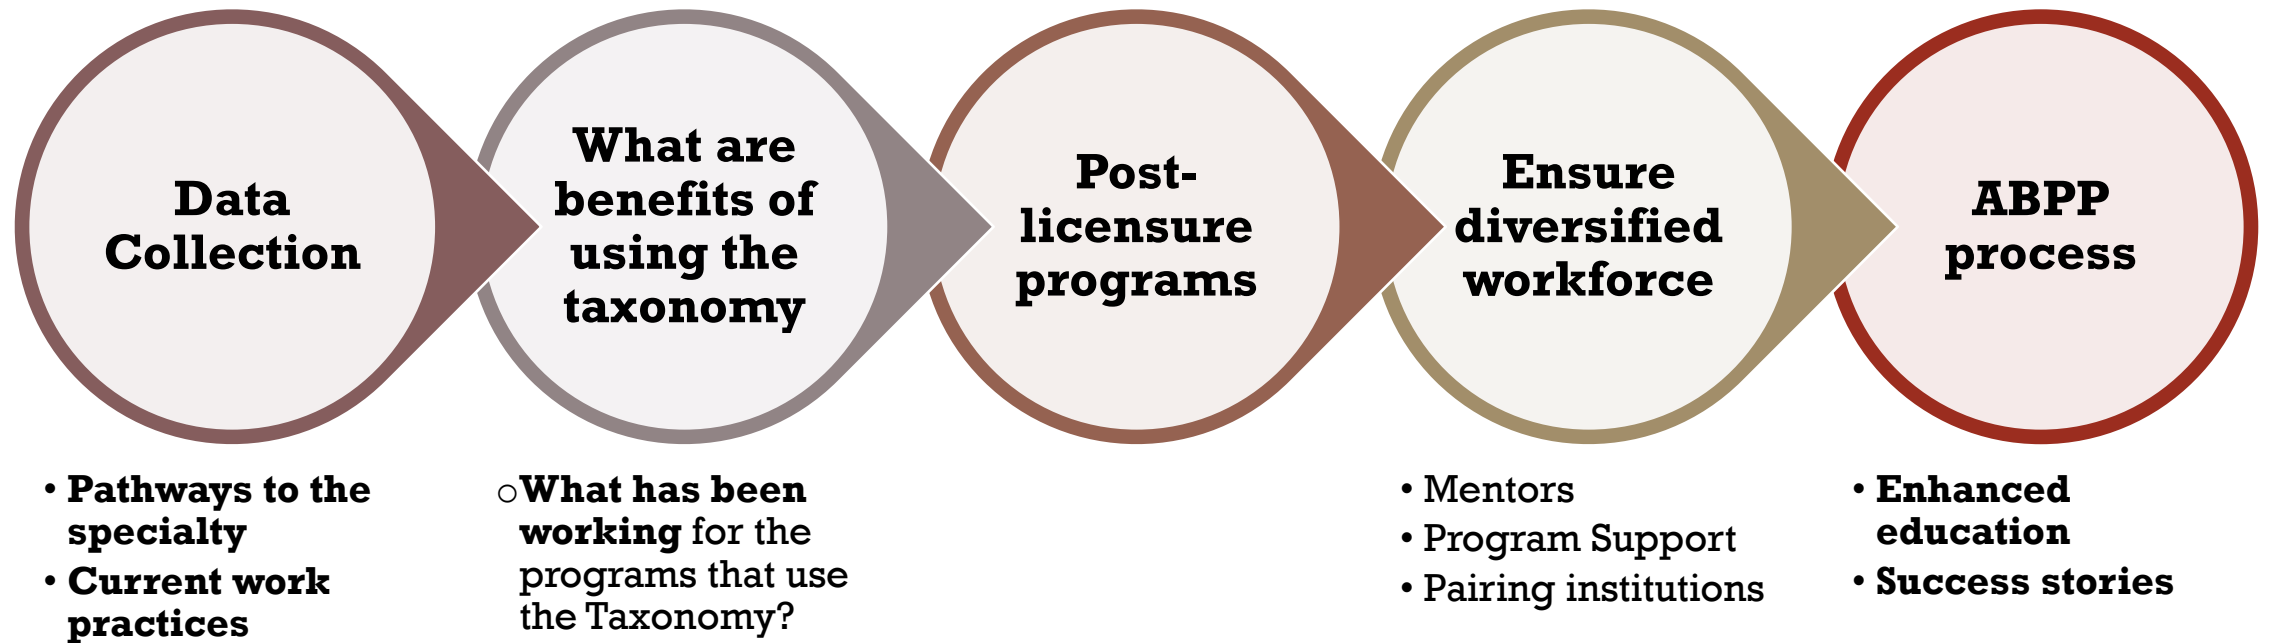 Data
Collection
What are
benefits of
using the
taxonomy
Post-
licensure
programs
Ensure
diversified
workforce
ABPP
process
• Pathways to the
specialty
• Current work
practices
○What has been
working for the
programs that use
the Taxonomy?
• Mentors
• Program Support
• Pairing institutions
• Enhanced
education
• Success stories